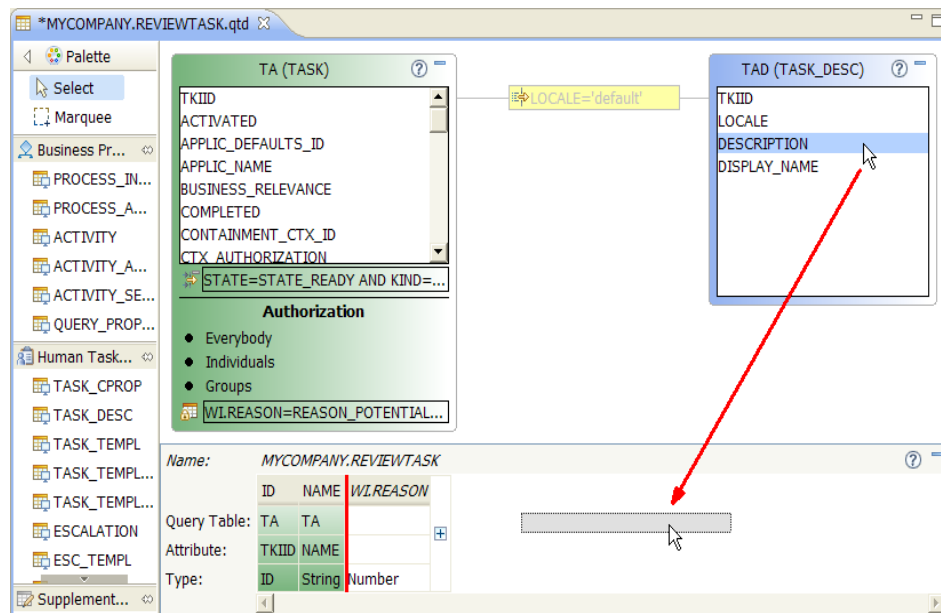 *MYCOMPANY.REVIEWTASK.qtd
Palette
Select
Marquee
Business Pr...
PROCESS_IN...
PROCESS_A...
ACTIVITY
ACTIVITY_A...
ACTIVITY_SE...
QUERY_PROP...
Human Task...
TASK_CPROP
TASK_DESC
TASK_TEMPL
TASK_TEMPL...
TASK_TEMPL...
ESCALATION
ESC_TEMPL
Supplement...
TA (TASK)
TKIID
ACTIVATED
APPLIC_DEFAULTS_ID
APPLIC_NAME
BUSINESS_RELEVANCE
COMPLETED
CONTAINMENT_CTX_ID
CTX_AUTHORIZATION
STATE=STATE_READY AND KIND=...
Authorization
Everybody
Individuals
Groups
WI.REASON=REASON_POTENTIAL...
LOCALE='default'
TAD (TASK_DESC)
TKIID
LOCALE
DESCRIPTION
DISPLAY_NAME
Name: MYCOMPANY.REVIEWTASK
ID NAME WI.REASON
Query Table: TA TA
Attribute: TKIID NAME
Type: ID String Number